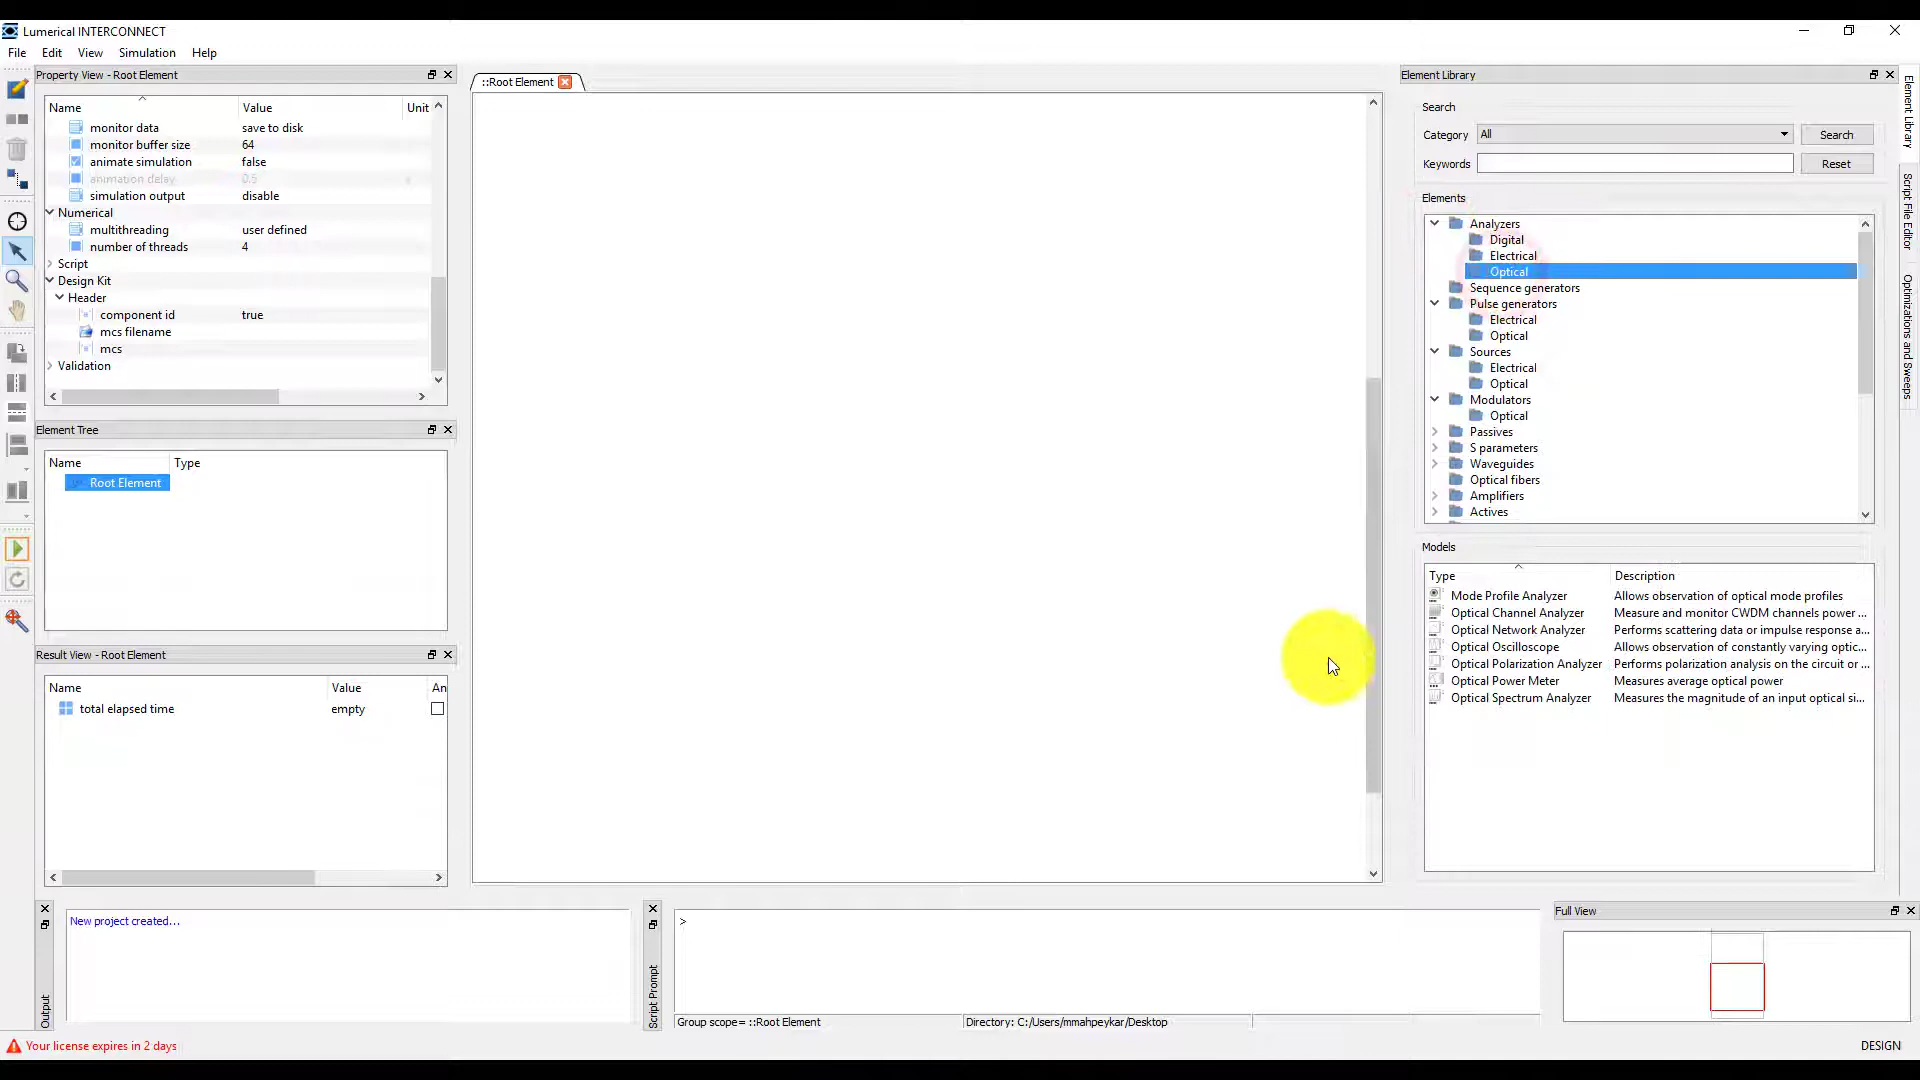 Lumerical INTERCONNECT
File Edit View Simulation Help
Property View - Root Element
Name Value Unit
monitor data save to disk
monitor buffer size 64
animate simulation false
animation delay 0.5 s
simulation output disable
Numerical
multithreading user defined
number of threads 4
Script
Design Kit
Header
component id true
mcs filename
mcs
Validation
Element Tree
Name Type
Root Element
Result View - Root Element
Name Value An
total elapsed time empty
::Root Element
Element Library
Search
Category All Search
Keywords Reset
Elements
Analyzers
Digital
Electrical
Optical
Sequence generators
Pulse generators
Electrical
Optical
Sources
Electrical
Optical
Modulators
Optical
Passives
S parameters
Waveguides
Optical fibers
Amplifiers
Actives
Models
Type Description
Mode Profile Analyzer Allows observation of optical mode profiles
Optical Channel Analyzer Measure and monitor CWDM channels power ...
Optical Network Analyzer Performs scattering data or impulse response a...
Optical Oscilloscope Allows observation of constantly varying optic...
Optical Polarization Analyzer Performs polarization analysis on the circuit or ...
Optical Power Meter Measures average optical power
Optical Spectrum Analyzer Measures the magnitude of an input optical si...
Element Library
Script File Editor
Optimizations and Sweeps
Output
New project created...
Script Prompt
>
Group scope= ::Root Element Directory: C:/Users/mmahpeykar/Desktop
Full View
Your license expires in 2 days
DESIGN